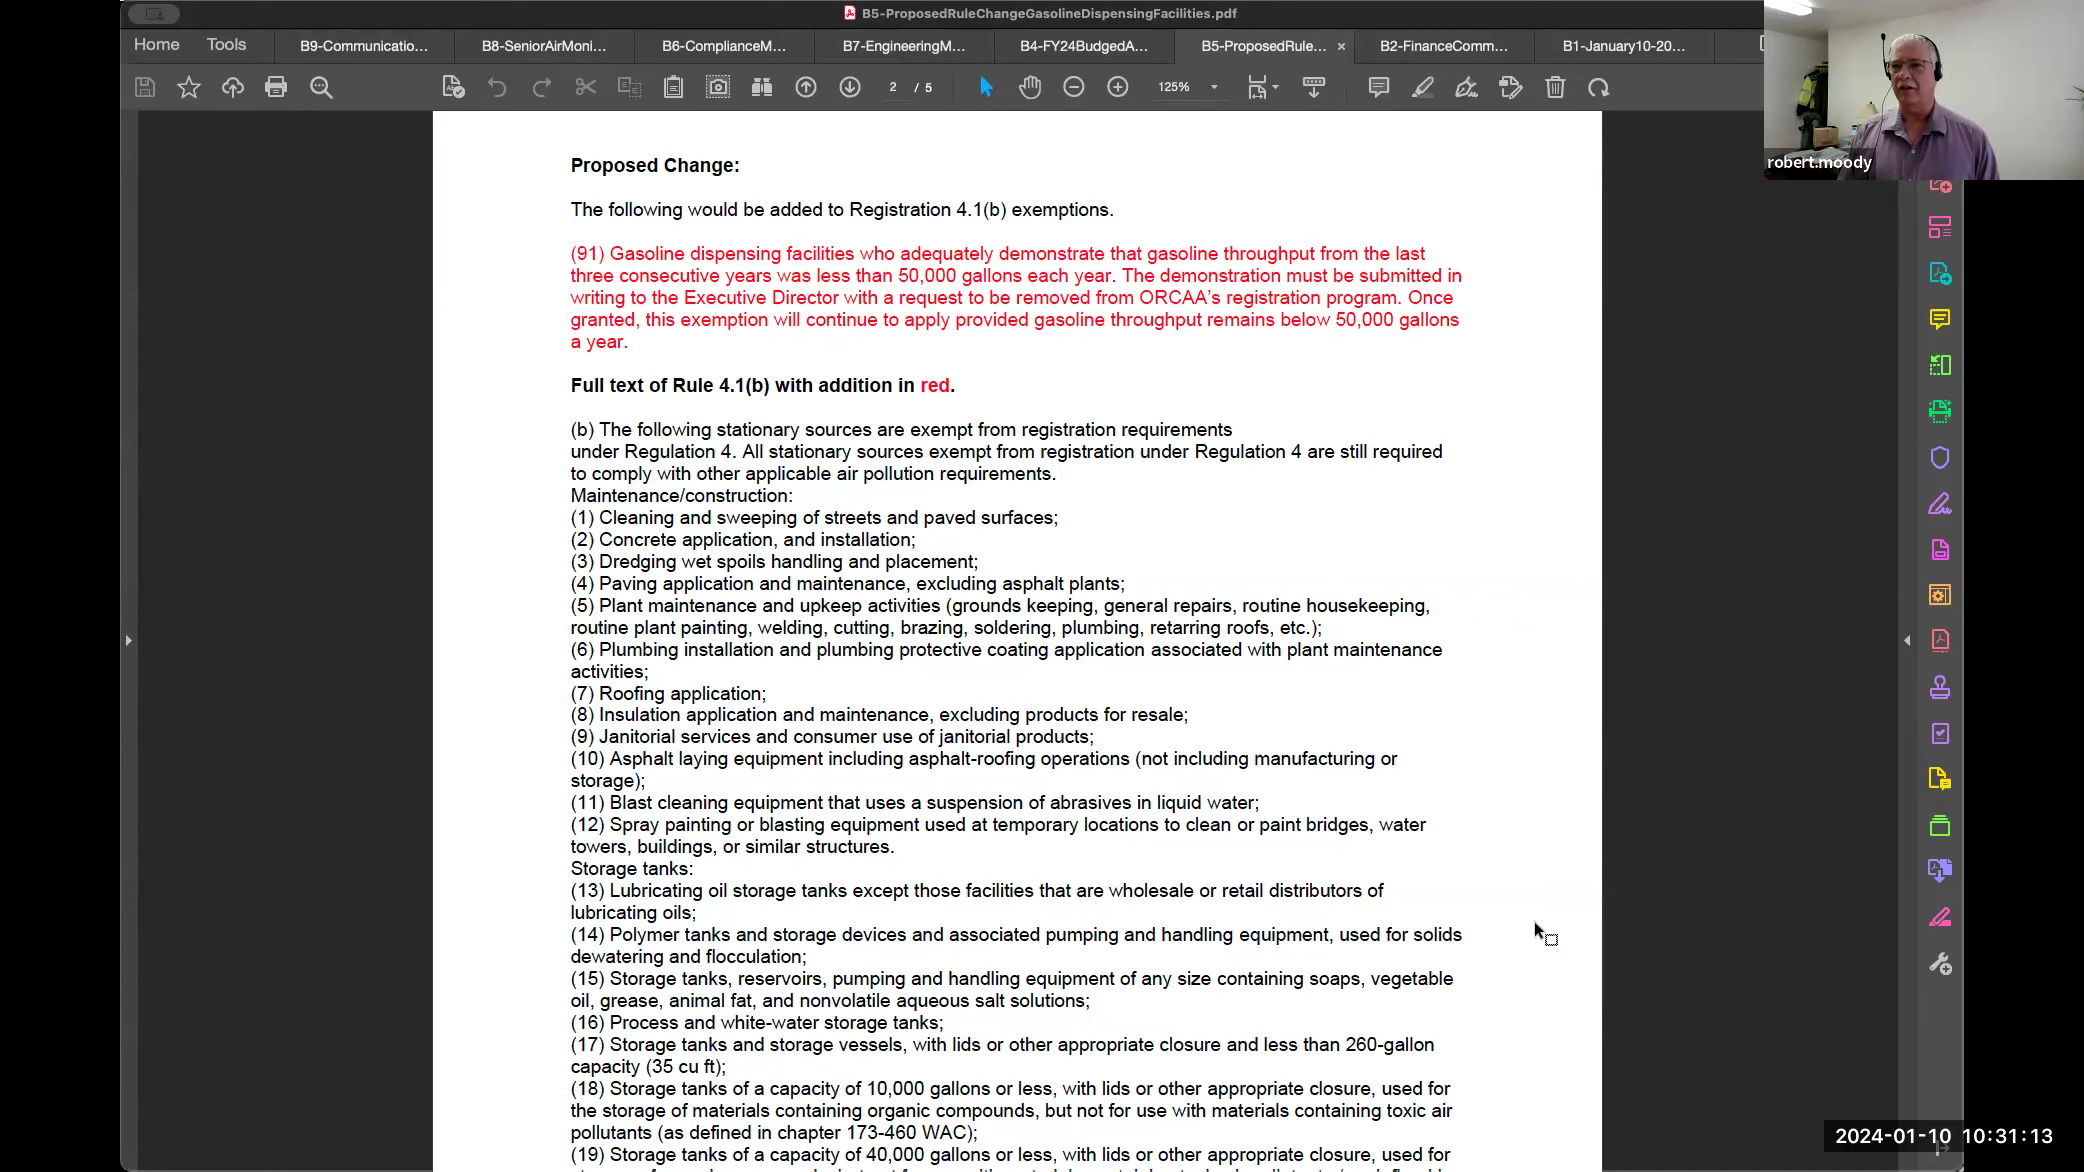 B5-ProposedRuleChangeGasolineDispensingFacilities.pdf
Home Tools B9-Communicatio... B8-SeniorAirMoni... B6-ComplianceM... B7-EngineeringM... B4-FY24BudgedA... B5-ProposedRule... × B2-FinanceComm... B1-January10-20...
2 / 5 125%
robert.moody
Proposed Change:
The following would be added to Registration 4.1(b) exemptions.
(91) Gasoline dispensing facilities who adequately demonstrate that gasoline throughput from the last
three consecutive years was less than 50,000 gallons each year. The demonstration must be submitted in
writing to the Executive Director with a request to be removed from ORCAA's registration program. Once
granted, this exemption will continue to apply provided gasoline throughput remains below 50,000 gallons
a year.
Full text of Rule 4.1(b) with addition in red.
(b) The following stationary sources are exempt from registration requirements
under Regulation 4. All stationary sources exempt from registration under Regulation 4 are still required
to comply with other applicable air pollution requirements.
Maintenance/construction:
(1) Cleaning and sweeping of streets and paved surfaces;
(2) Concrete application, and installation;
(3) Dredging wet spoils handling and placement;
(4) Paving application and maintenance, excluding asphalt plants;
(5) Plant maintenance and upkeep activities (grounds keeping, general repairs, routine housekeeping,
routine plant painting, welding, cutting, brazing, soldering, plumbing, retarring roofs, etc.);
(6) Plumbing installation and plumbing protective coating application associated with plant maintenance
activities;
(7) Roofing application;
(8) Insulation application and maintenance, excluding products for resale;
(9) Janitorial services and consumer use of janitorial products;
(10) Asphalt laying equipment including asphalt-roofing operations (not including manufacturing or
storage);
(11) Blast cleaning equipment that uses a suspension of abrasives in liquid water;
(12) Spray painting or blasting equipment used at temporary locations to clean or paint bridges, water
towers, buildings, or similar structures.
Storage tanks:
(13) Lubricating oil storage tanks except those facilities that are wholesale or retail distributors of
lubricating oils;
(14) Polymer tanks and storage devices and associated pumping and handling equipment, used for solids
dewatering and flocculation;
(15) Storage tanks, reservoirs, pumping and handling equipment of any size containing soaps, vegetable
oil, grease, animal fat, and nonvolatile aqueous salt solutions;
(16) Process and white-water storage tanks;
(17) Storage tanks and storage vessels, with lids or other appropriate closure and less than 260-gallon
capacity (35 cu ft);
(18) Storage tanks of a capacity of 10,000 gallons or less, with lids or other appropriate closure, used for
the storage of materials containing organic compounds, but not for use with materials containing toxic air
pollutants (as defined in chapter 173-460 WAC);
(19) Storage tanks of a capacity of 40,000 gallons or less, with lids or other appropriate closure, used for
2024-01-10 10:31:13